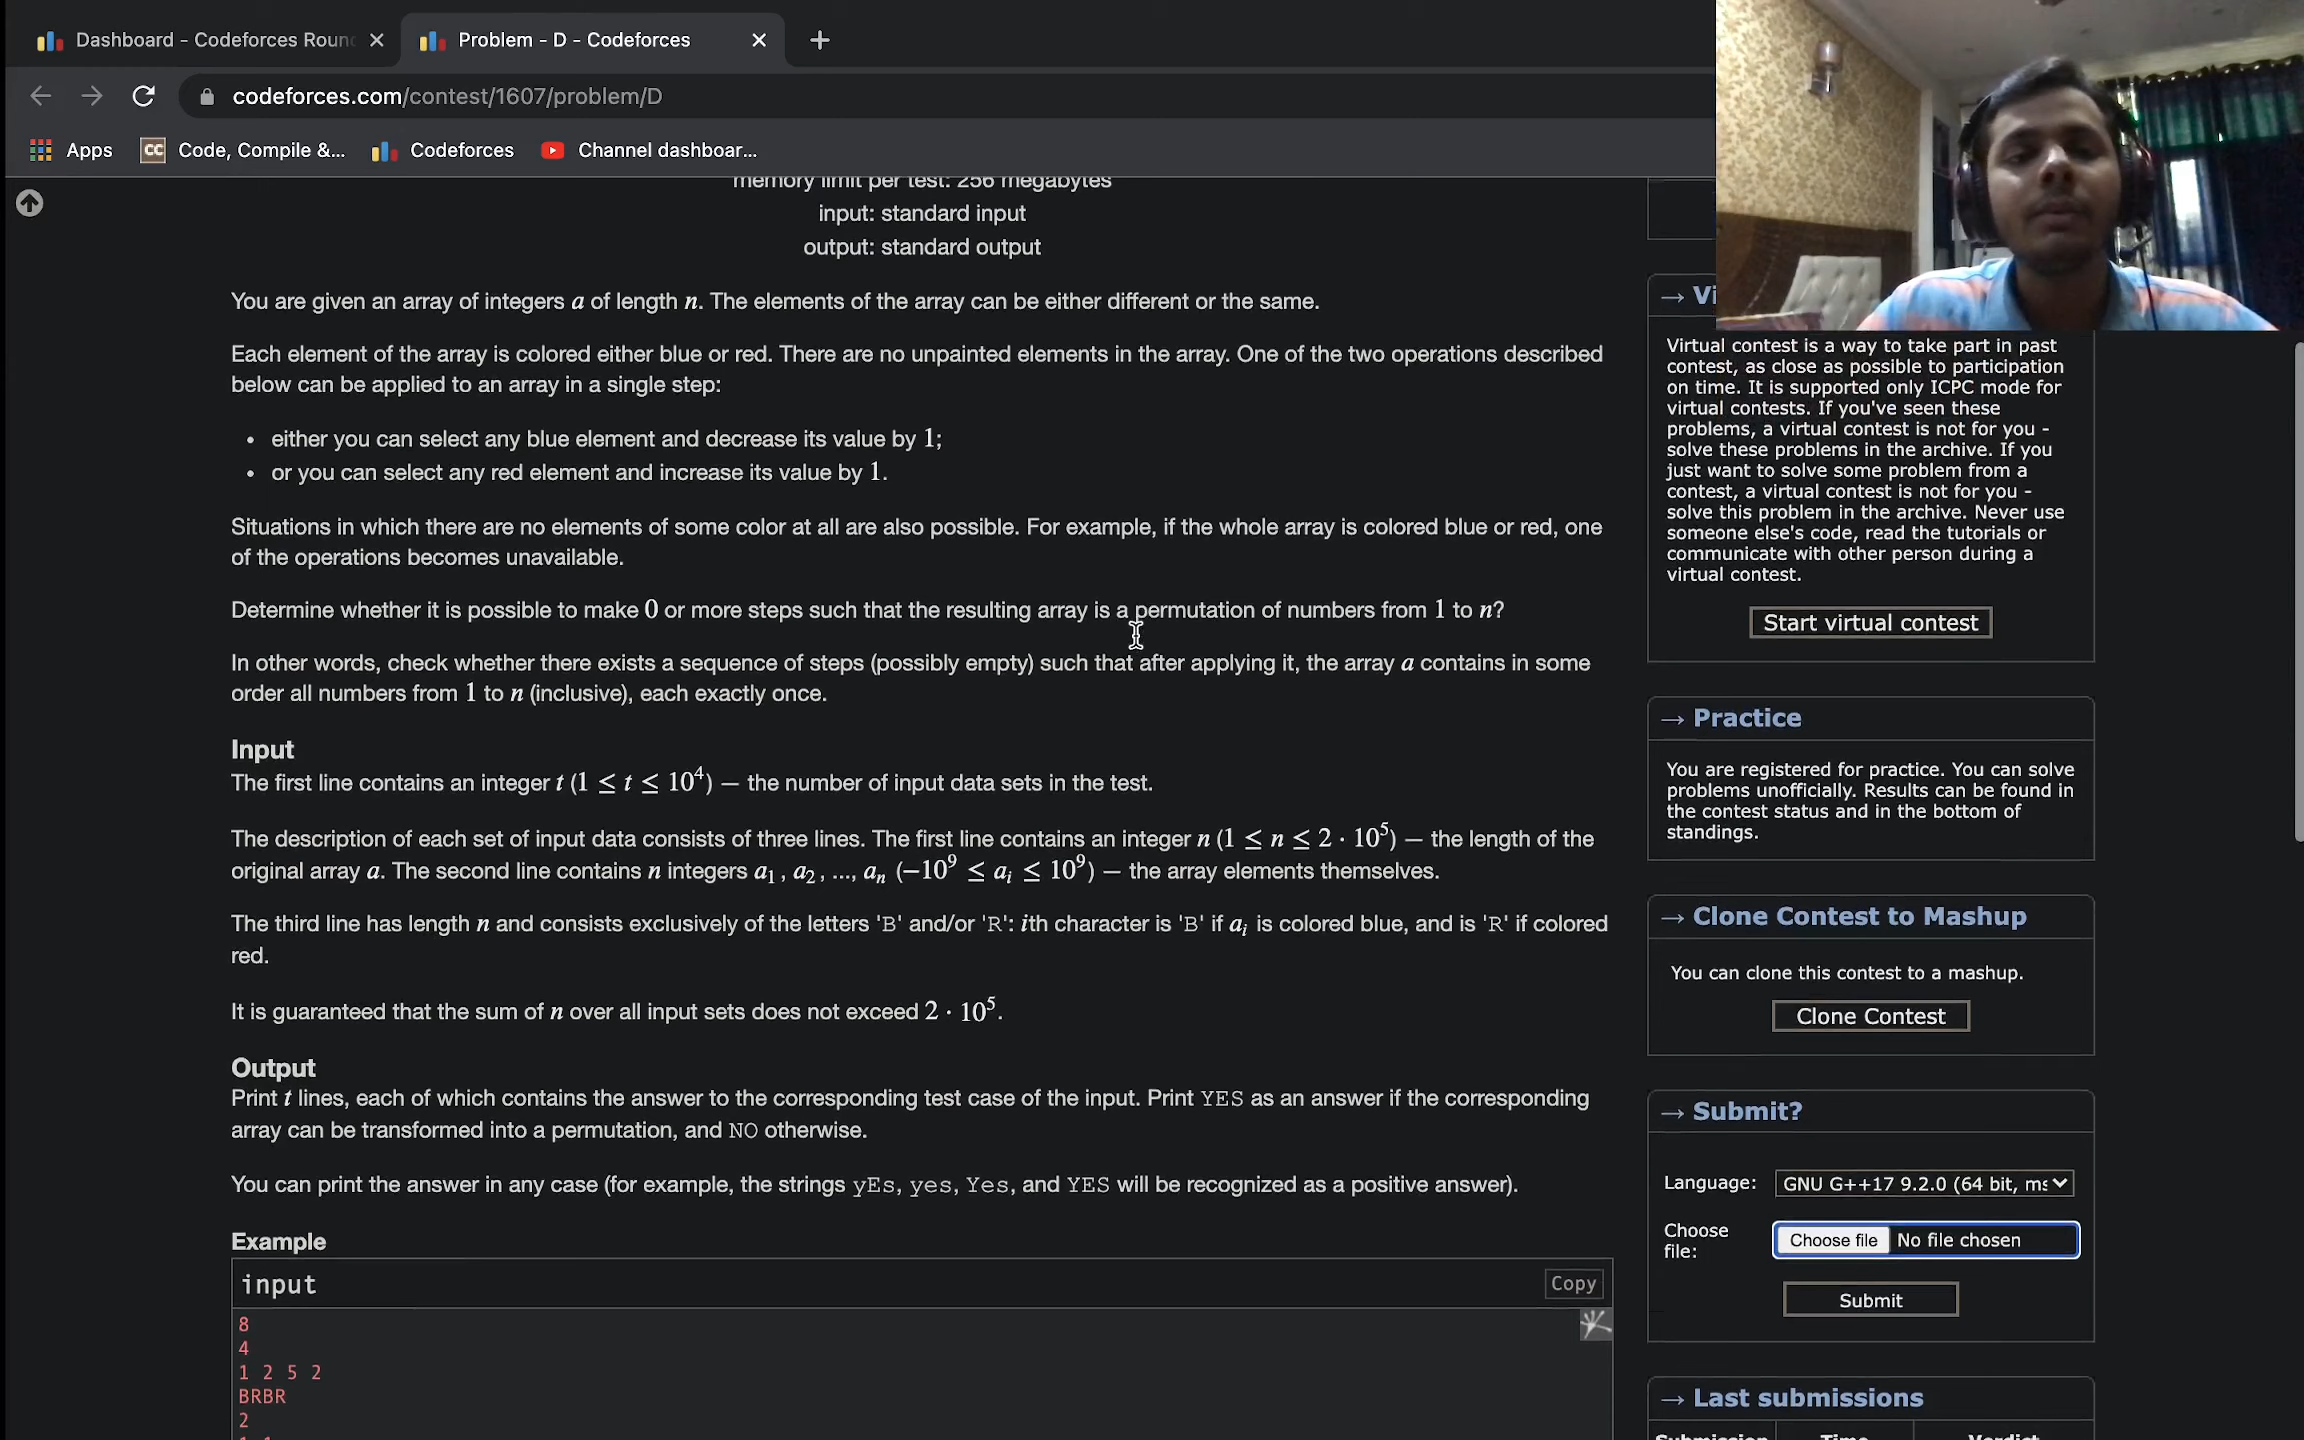 Dashboard - Codeforces Roun
Problem - D - Codeforces
codeforces.com/contest/1607/problem/D
Apps
CC
Code, Compile &...
Codeforces
Channel dashboar...
memory limit per test: 256 megabytes
input: standard input
output: standard output
You are given an array of integers a of length n. The elements of the array can be either different or the same.
Each element of the array is colored either blue or red. There are no unpainted elements in the array. One of the two operations described
below can be applied to an array in a single step:
• either you can select any blue element and decrease its value by 1;
• or you can select any red element and increase its value by 1.
Situations in which there are no elements of some color at all are also possible. For example, if the whole array is colored blue or red, one
of the operations becomes unavailable.
Determine whether it is possible to make 0 or more steps such that the resulting array is a permutation of numbers from 1 to n?
In other words, check whether there exists a sequence of steps (possibly empty) such that after applying it, the array a contains in some
order all numbers from 1 to n (inclusive), each exactly once.
Input
The first line contains an integer t (1 ≤ t ≤ 10⁴) — the number of input data sets in the test.
The description of each set of input data consists of three lines. The first line contains an integer n (1 ≤ n ≤ 2 · 10⁵) — the length of the
original array a. The second line contains n integers a₁, a₂, ..., aₙ (−10⁹ ≤ aᵢ ≤ 10⁹) — the array elements themselves.
The third line has length n and consists exclusively of the letters 'B' and/or 'R': ith character is 'B' if aᵢ is colored blue, and is 'R' if colored
red.
It is guaranteed that the sum of n over all input sets does not exceed 2 · 10⁵.
Output
Print t lines, each of which contains the answer to the corresponding test case of the input. Print YES as an answer if the corresponding
array can be transformed into a permutation, and NO otherwise.
You can print the answer in any case (for example, the strings yEs, yes, Yes, and YES will be recognized as a positive answer).
Example
input
Copy
8
4
1 2 5 2
BRBR
2
→ Vi
Virtual contest is a way to take part in past
contest, as close as possible to participation
on time. It is supported only ICPC mode for
virtual contests. If you've seen these
problems, a virtual contest is not for you -
solve these problems in the archive. If you
just want to solve some problem from a
contest, a virtual contest is not for you -
solve this problem in the archive. Never use
someone else's code, read the tutorials or
communicate with other person during a
virtual contest.
Start virtual contest
→ Practice
You are registered for practice. You can solve
problems unofficially. Results can be found
in the contest status and in the bottom of
standings.
→ Clone Contest to Mashup
You can clone this contest to a mashup.
Clone Contest
→ Submit?
Language:
GNU G++17 9.2.0 (64 bit, ms
Choose
file:
Choose file No file chosen
Submit
→ Last submissions
Submission Time Verdict